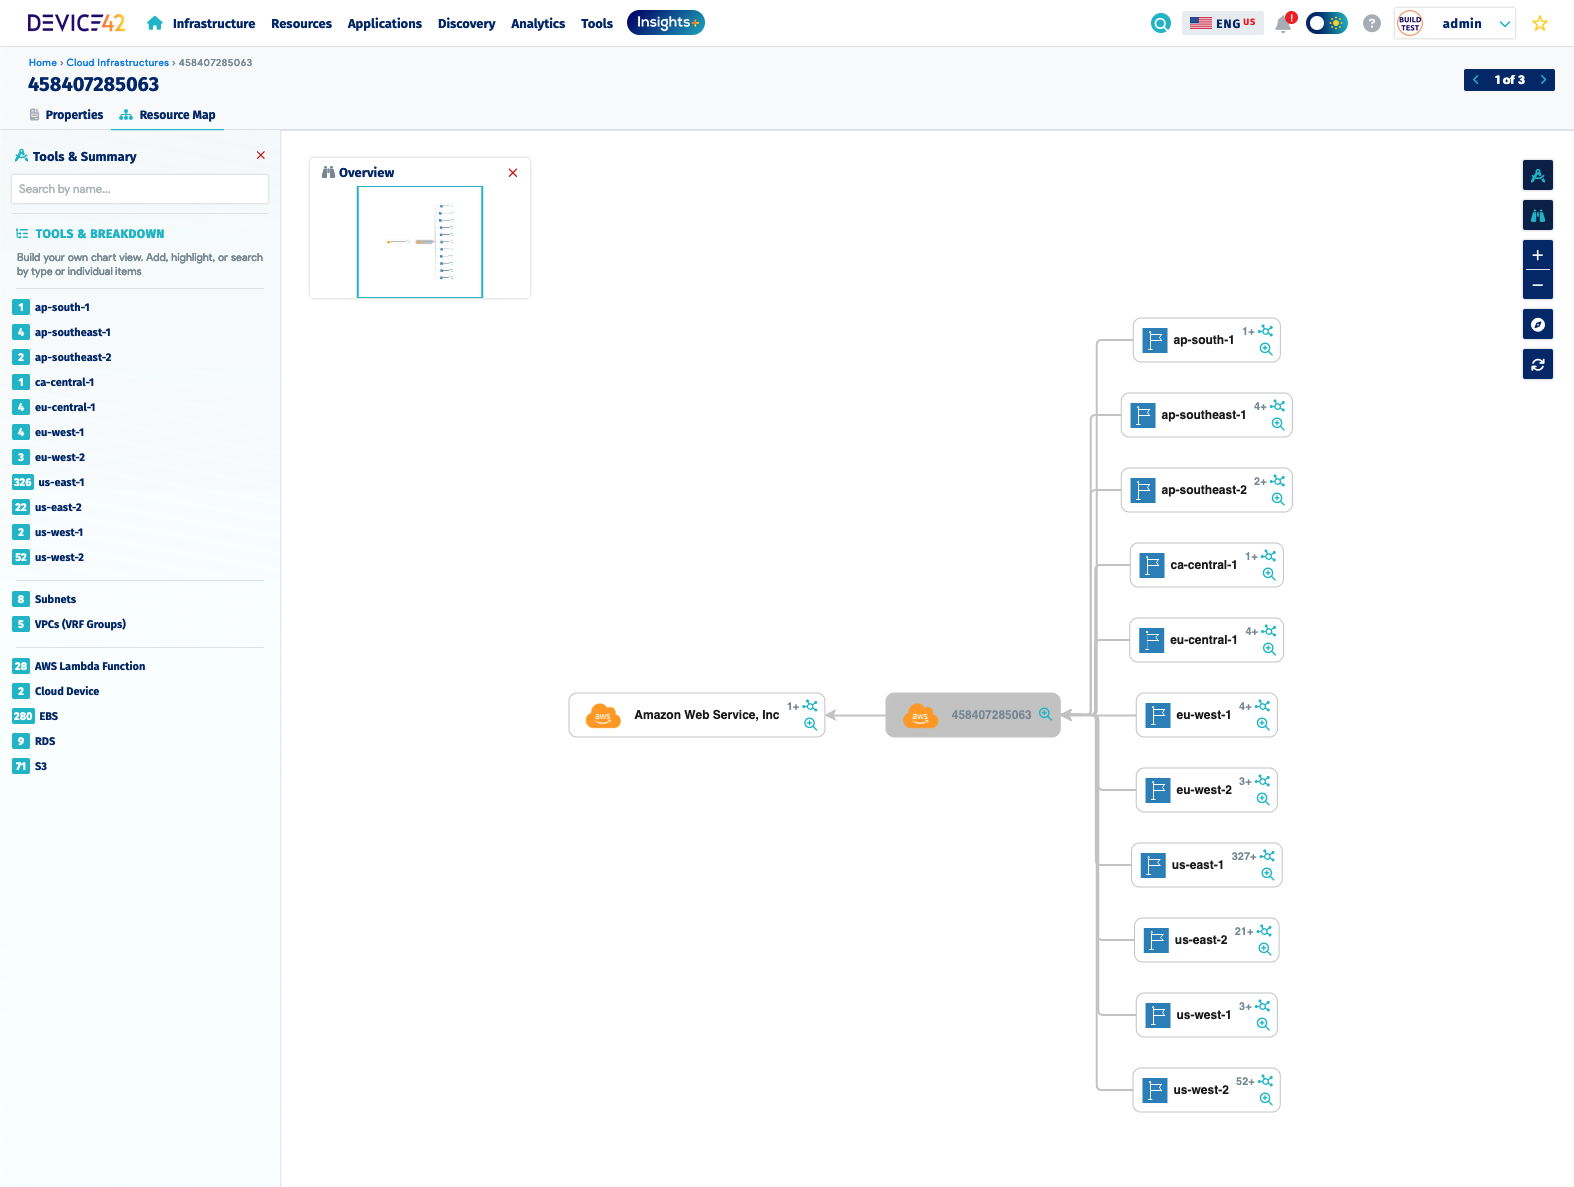 DEVICE42
Infrastructure Resources Applications Discovery Analytics Tools Insights+
ENG US
!
?
BUILD TEST
admin
Home › Cloud Infrastructures › 458407285063
458407285063
1 of 3
Properties Resource Map
Tools & Summary
Search by name...
TOOLS & BREAKDOWN
Build your own chart view. Add, highlight, or search
by type or individual items
1 ap-south-1
4 ap-southeast-1
2 ap-southeast-2
1 ca-central-1
4 eu-central-1
4 eu-west-1
3 eu-west-2
326 us-east-1
22 us-east-2
2 us-west-1
52 us-west-2
8 Subnets
5 VPCs (VRF Groups)
28 AWS Lambda Function
2 Cloud Device
280 EBS
9 RDS
71 S3
Overview
aws Amazon Web Service, Inc 1+
aws 458407285063
ap-south-1 1+
ap-southeast-1 4+
ap-southeast-2 2+
ca-central-1 1+
eu-central-1 4+
eu-west-1 4+
eu-west-2 3+
us-east-1 327+
us-east-2 21+
us-west-1 3+
us-west-2 52+